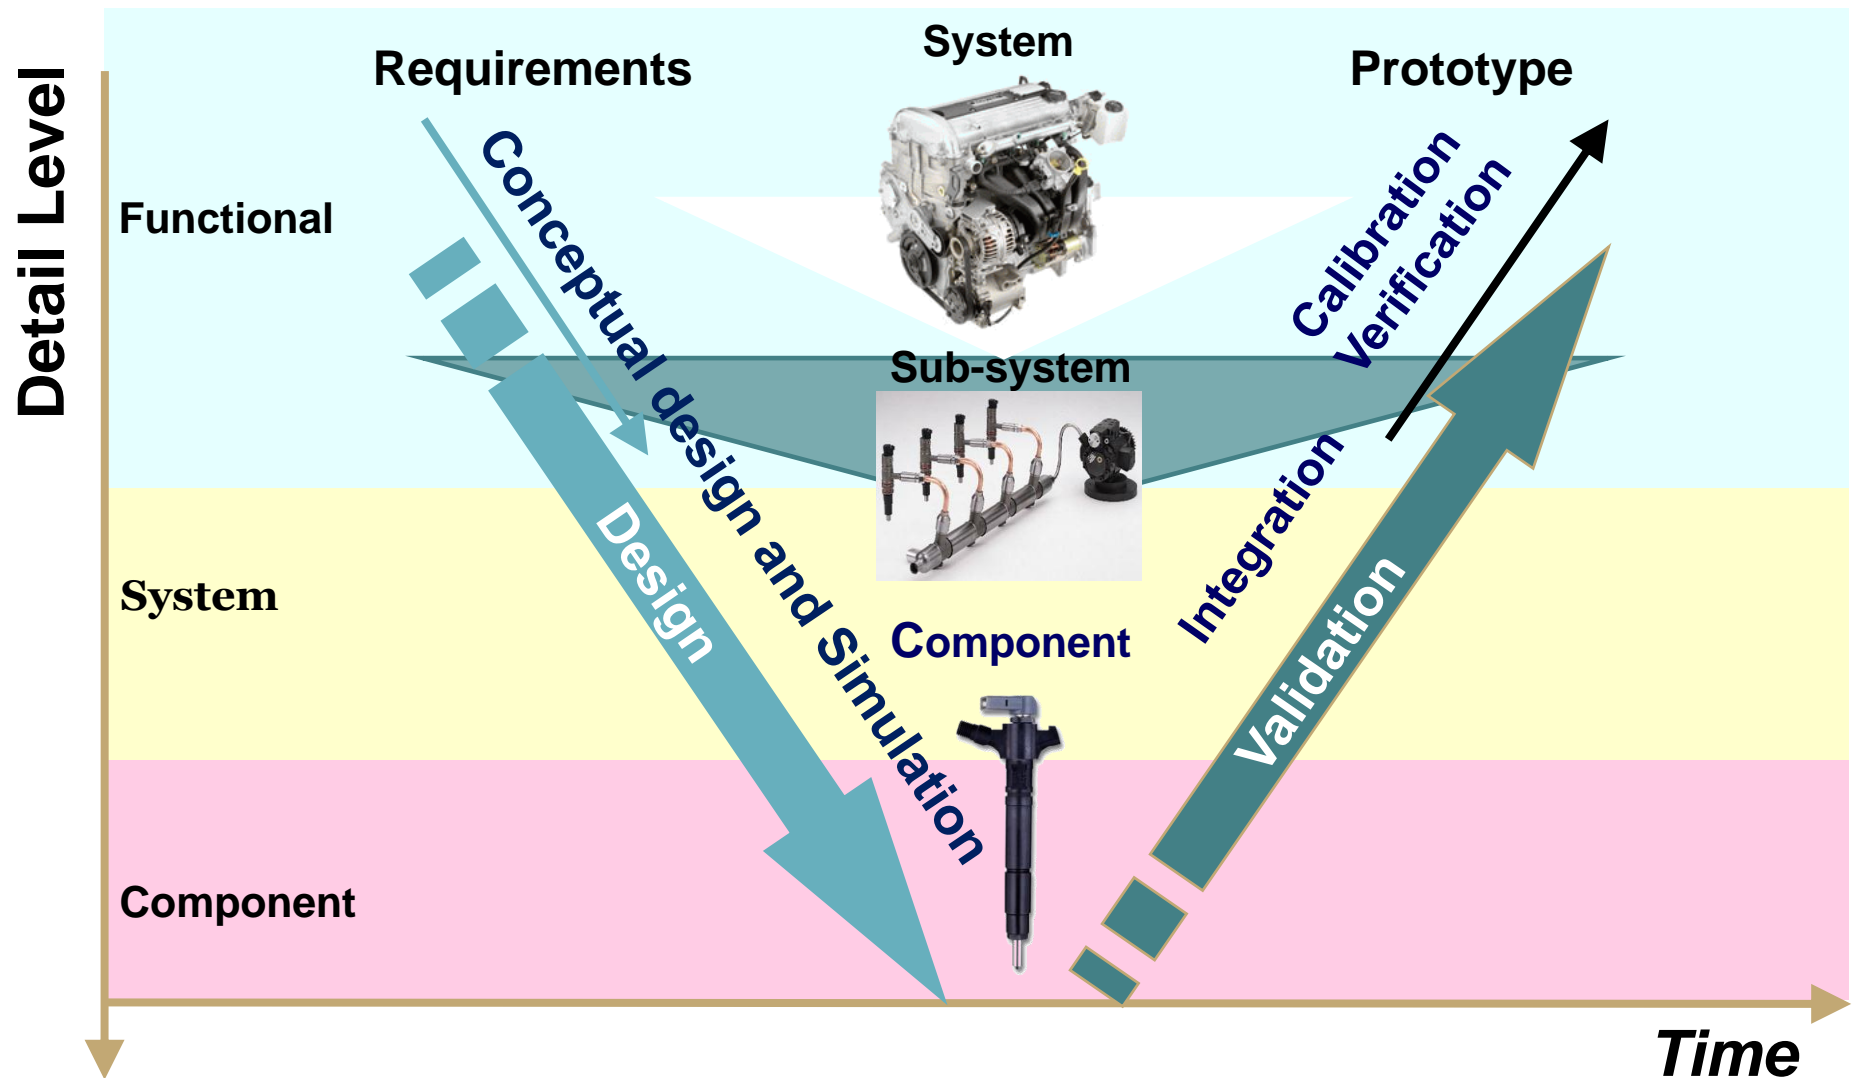 Detail Level
Requirements
System
Prototype
Functional
Conceptual design and Simulation
Calibration
Verification
Sub-system
Design
Integration
System
Component
Validation
Component
Time